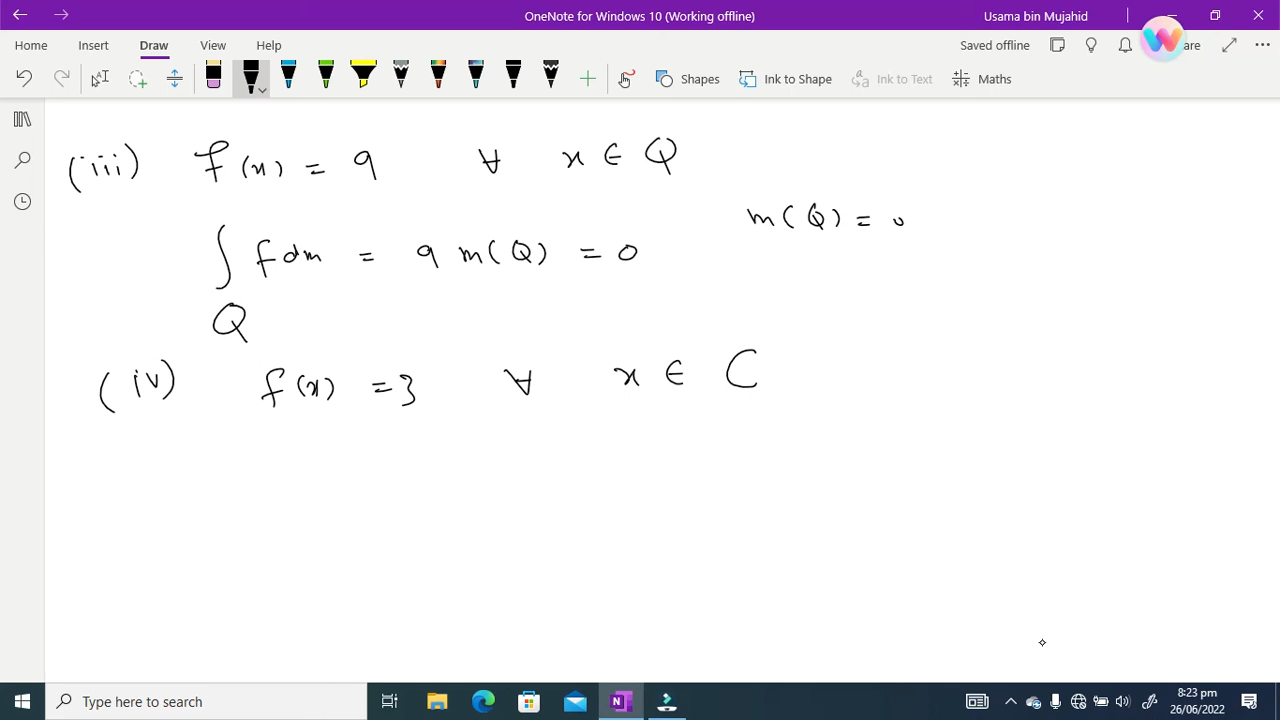 OneNote for Windows 10 (Working offline)
Usama bin Mujahid
Home Insert Draw View Help
Saved offline
Shapes Ink to Shape Ink to Text Maths
(iii) f(x) = 9 ∀ x ∈ Q
m(Q) = 0
∫ f dm = 9 m(Q) = 0
Q
(iv) f(x) = 3 ∀ x ∈ C
Type here to search
8:23 pm
26/06/2022